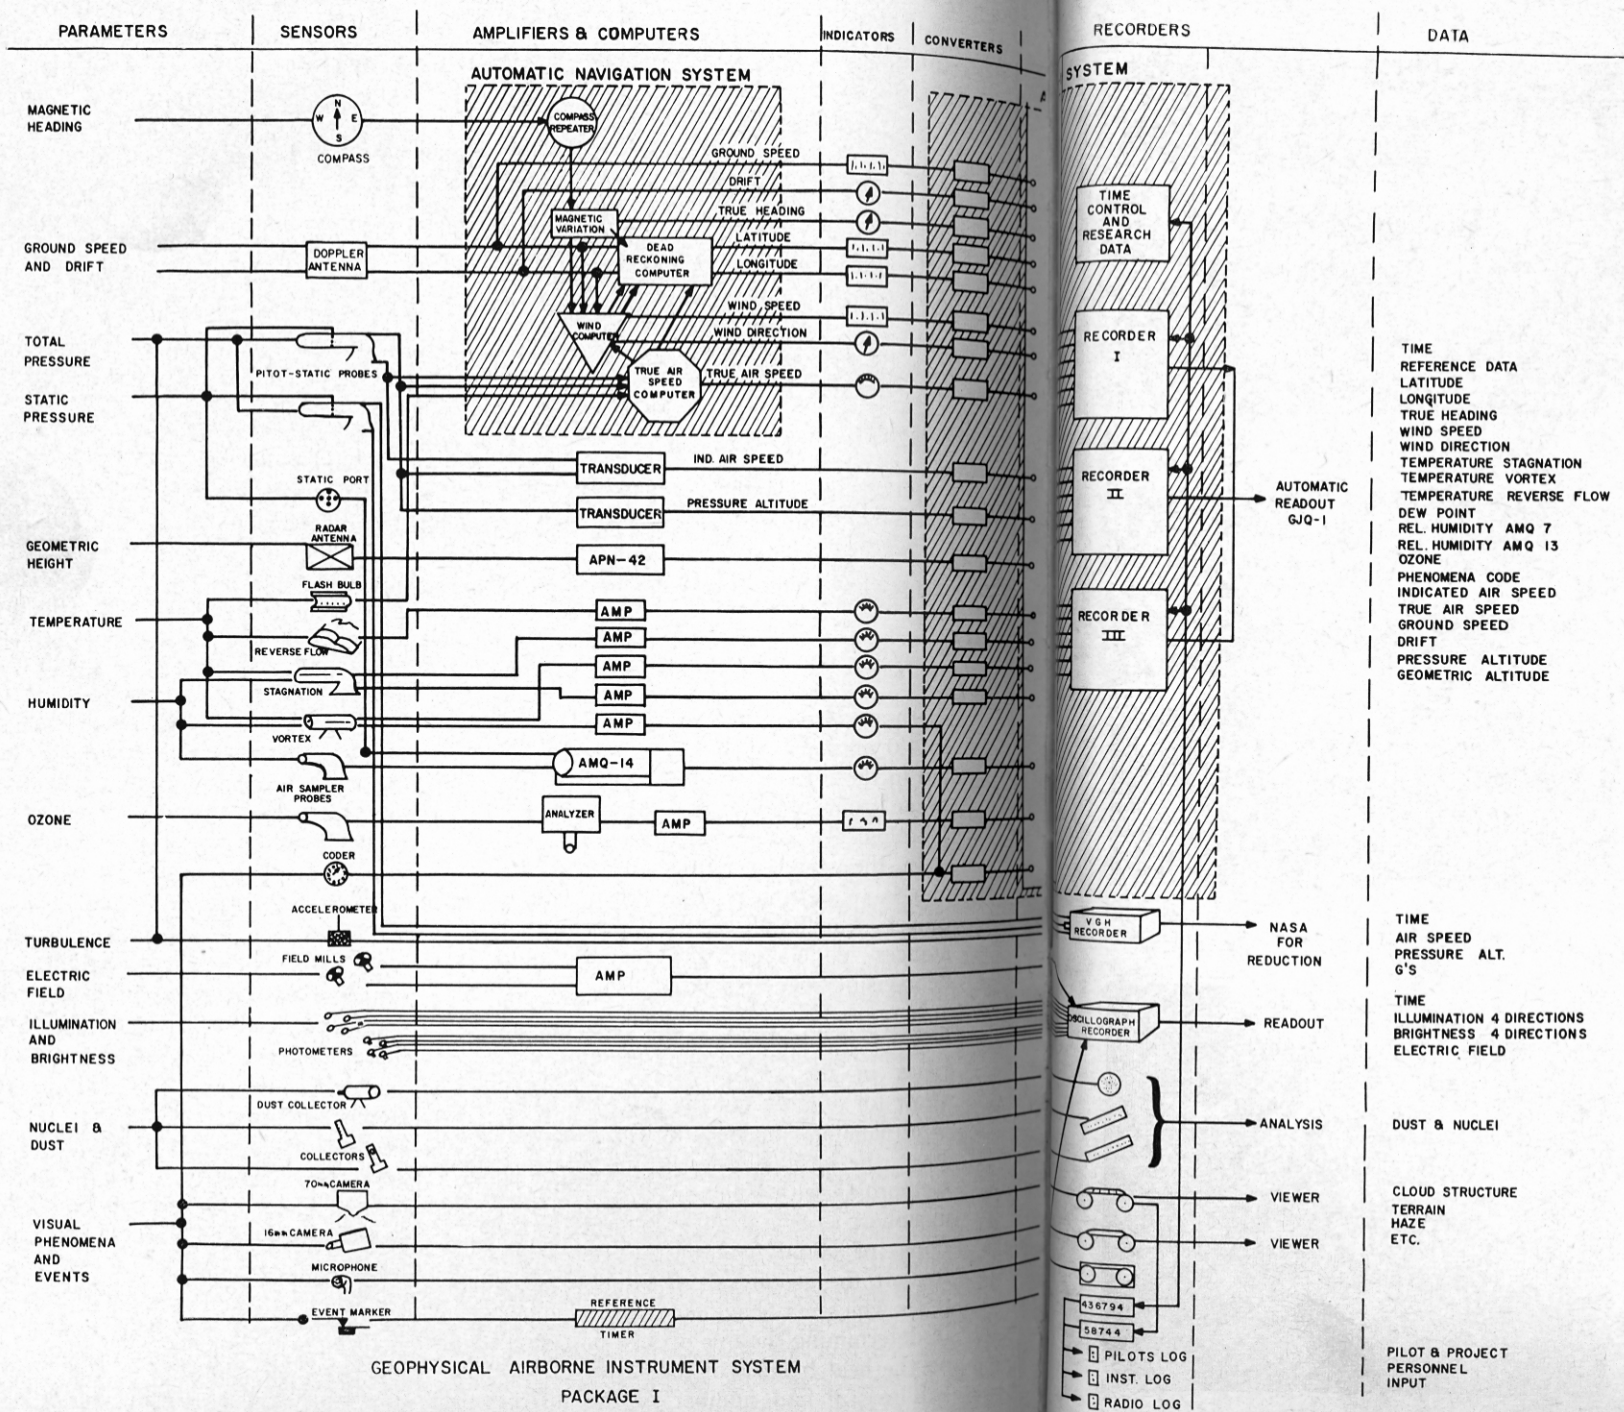 PARAMETERS
SENSORS
AMPLIFIERS & COMPUTERS
INDICATORS
CONVERTERS
RECORDERS
DATA
AUTOMATIC NAVIGATION SYSTEM
SYSTEM
MAGNETIC
HEADING
N
W E
S
COMPASS
COMPASS
REPEATER
GROUND SPEED
DRIFT
TRUE HEADING
LATITUDE
LONGITUDE
WIND SPEED
WIND DIRECTION
TRUE AIR SPEED
MAGNETIC
VARIATION
DEAD
RECKONING
COMPUTER
WIND
COMPUTER
TRUE AIR
SPEED
COMPUTER
GROUND SPEED
AND DRIFT
DOPPLER
ANTENNA
TOTAL
PRESSURE
PITOT-STATIC PROBES
STATIC
PRESSURE
TRANSDUCER
IND. AIR SPEED
STATIC PORT
TRANSDUCER
PRESSURE ALTITUDE
RADAR
ANTENNA
GEOMETRIC
HEIGHT
APN-42
FLASH BULB
TEMPERATURE
REVERSE FLOW
STAGNATION
HUMIDITY
VORTEX
AMP
AMP
AMP
AMP
AMP
AIR SAMPLER
PROBES
AMQ-14
OZONE
ANALYZER
AMP
CODER
ACCELEROMETER
TURBULENCE
FIELD MILLS
ELECTRIC
FIELD
AMP
ILLUMINATION
AND
BRIGHTNESS
PHOTOMETERS
DUST COLLECTOR
NUCLEI &
DUST
COLLECTORS
70mm CAMERA
16mm CAMERA
VISUAL
PHENOMENA
AND
EVENTS
MICROPHONE
EVENT MARKER
REFERENCE
TIMER
TIME
CONTROL
AND
RESEARCH
DATA
RECORDER
I
RECORDER
II
RECORDER
III
AUTOMATIC
READOUT
GJQ-1
TIME
REFERENCE DATA
LATITUDE
LONGITUDE
TRUE HEADING
WIND SPEED
WIND DIRECTION
TEMPERATURE STAGNATION
TEMPERATURE VORTEX
TEMPERATURE REVERSE FLOW
DEW POINT
REL. HUMIDITY AMQ 7
REL. HUMIDITY AMQ 13
OZONE
PHENOMENA CODE
INDICATED AIR SPEED
TRUE AIR SPEED
GROUND SPEED
DRIFT
PRESSURE ALTITUDE
GEOMETRIC ALTITUDE
VGH
RECORDER
NASA
FOR
REDUCTION
TIME
AIR SPEED
PRESSURE ALT.
G'S
OSCILLOGRAPH
RECORDER
READOUT
TIME
ILLUMINATION 4 DIRECTIONS
BRIGHTNESS 4 DIRECTIONS
ELECTRIC FIELD
ANALYSIS
DUST & NUCLEI
VIEWER
VIEWER
CLOUD STRUCTURE
TERRAIN
HAZE
ETC.
436794
58744
PILOTS LOG
INST. LOG
RADIO LOG
PILOT & PROJECT
PERSONNEL
INPUT
GEOPHYSICAL AIRBORNE INSTRUMENT SYSTEM
PACKAGE I